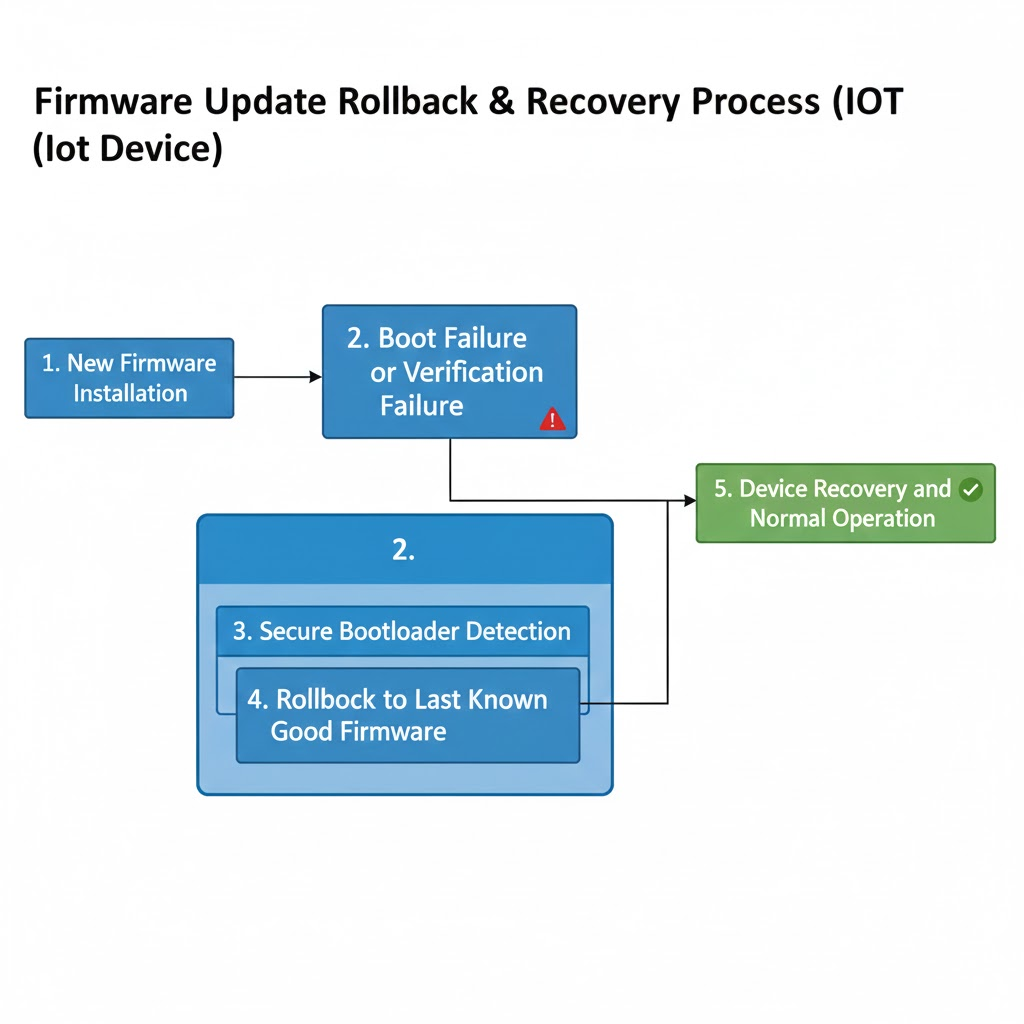 Firmware Update Rollback & Recovery Process (IOT
(Iot Device)
1. New Firmware
Installation
2. Boot Failure
or Verification
Failure
5. Device Recovery and
Normal Operation
2.
3. Secure Bootloader Detection
4. Rollbock to Last Known
Good Firmware